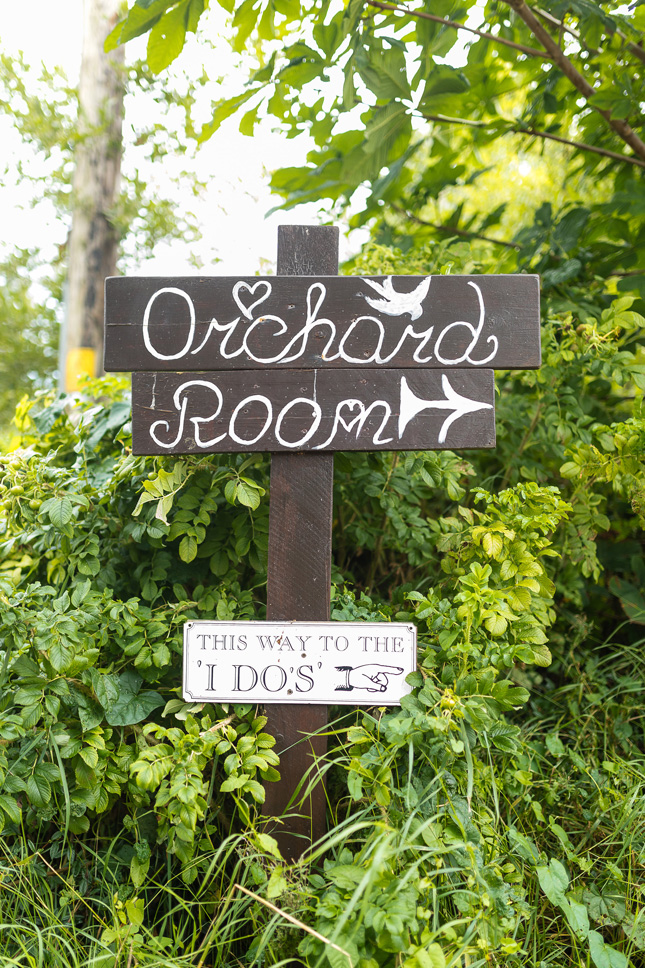 Orchard
Room
THIS WAY TO THE
'I DO'S'